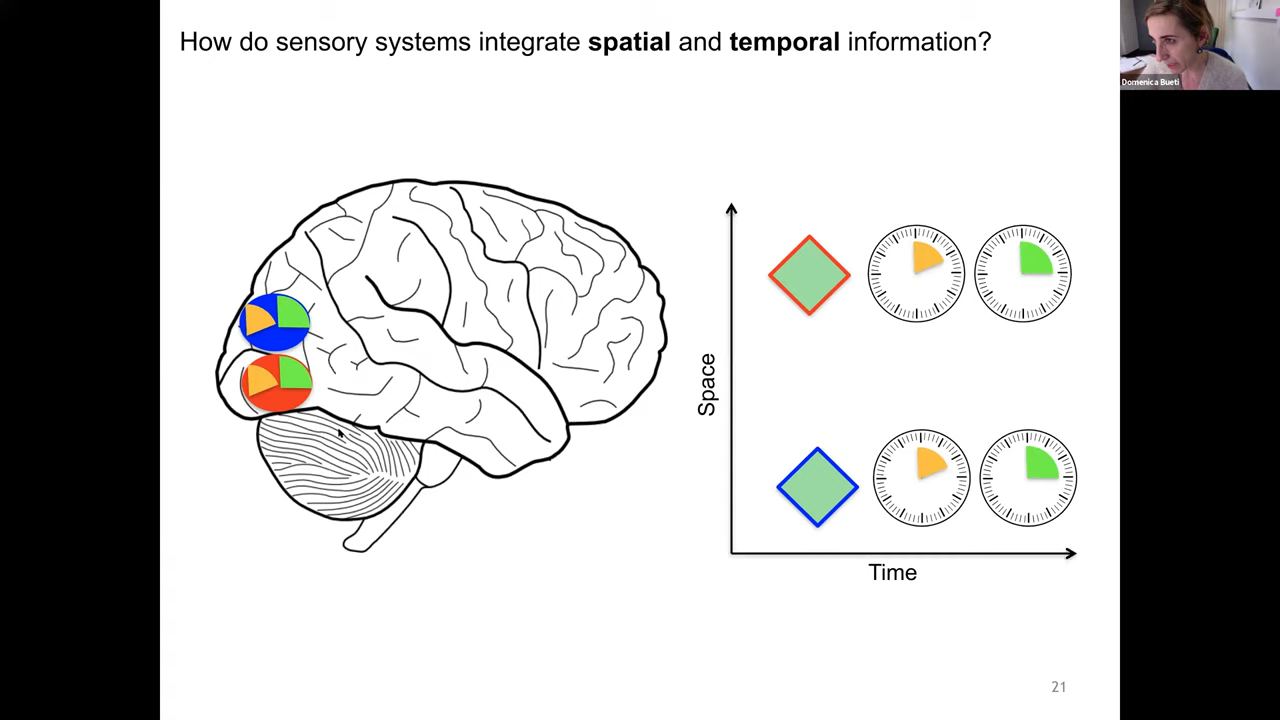 How do sensory systems integrate spatial and temporal information?
Domenica Bueti
Space
Time
21